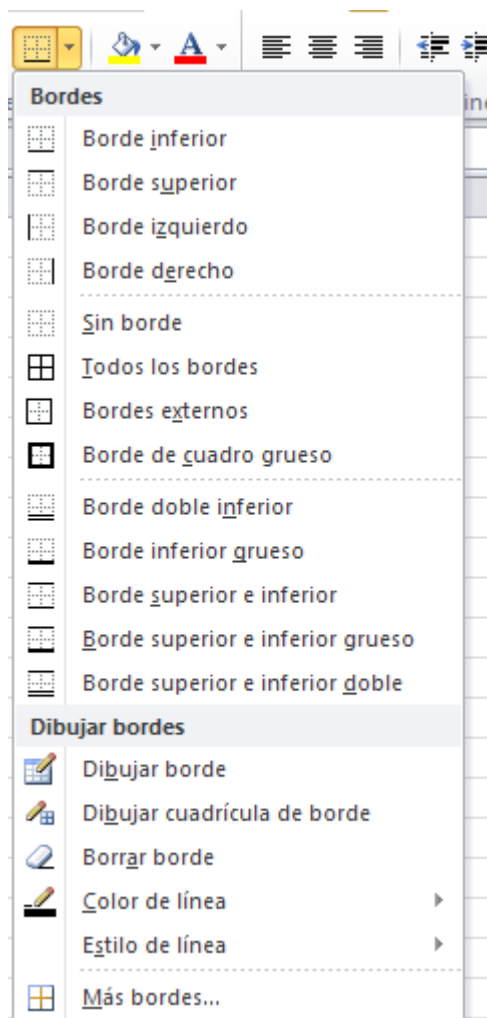 A
Bordes
Borde inferior
Borde superior
Borde izquierdo
Borde derecho
Sin borde
Todos los bordes
Bordes externos
Borde de cuadro grueso
Borde doble inferior
Borde inferior grueso
Borde superior e inferior
Borde superior e inferior grueso
Borde superior e inferior doble
Dibujar bordes
Dibujar borde
Dibujar cuadrícula de borde
Borrar borde
Color de línea
Estilo de línea
Más bordes...